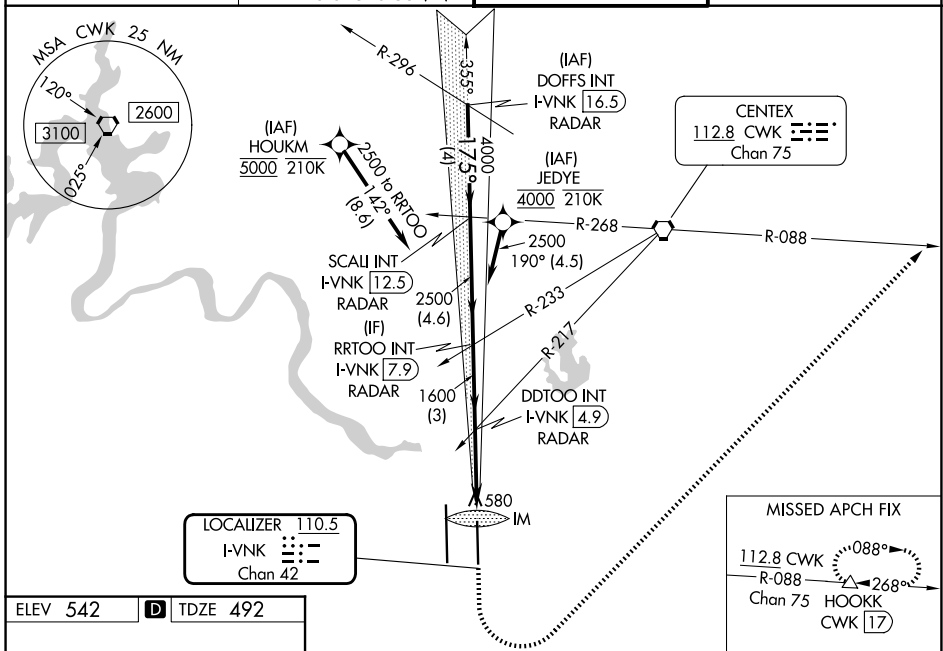 MSA CWK 25 NM
120°
2600
3100
025°
R-296
355°
(IAF)
DOFFS INT
I-VNK 16.5
RADAR
CENTEX
112.8 CWK
Chan 75
(IAF)
HOUKM
5000 210K
2500 to RRTOO
142°
(8.6)
4000
175°
(4)
(IAF)
JEDYE
4000 210K
2500
190° (4.5)
R-268
R-088
SCALI INT
I-VNK 12.5
RADAR
2500
(4.6)
R-233
R-217
(IF)
RRTOO INT
I-VNK 7.9
RADAR
1600
(3)
DDTOO INT
I-VNK 4.9
RADAR
580
IM
LOCALIZER 110.5
I-VNK
Chan 42
MISSED APCH FIX
112.8 CWK
R-088
Chan 75
088°
268°
HOOKK
CWK 17
ELEV 542
D TDZE 492